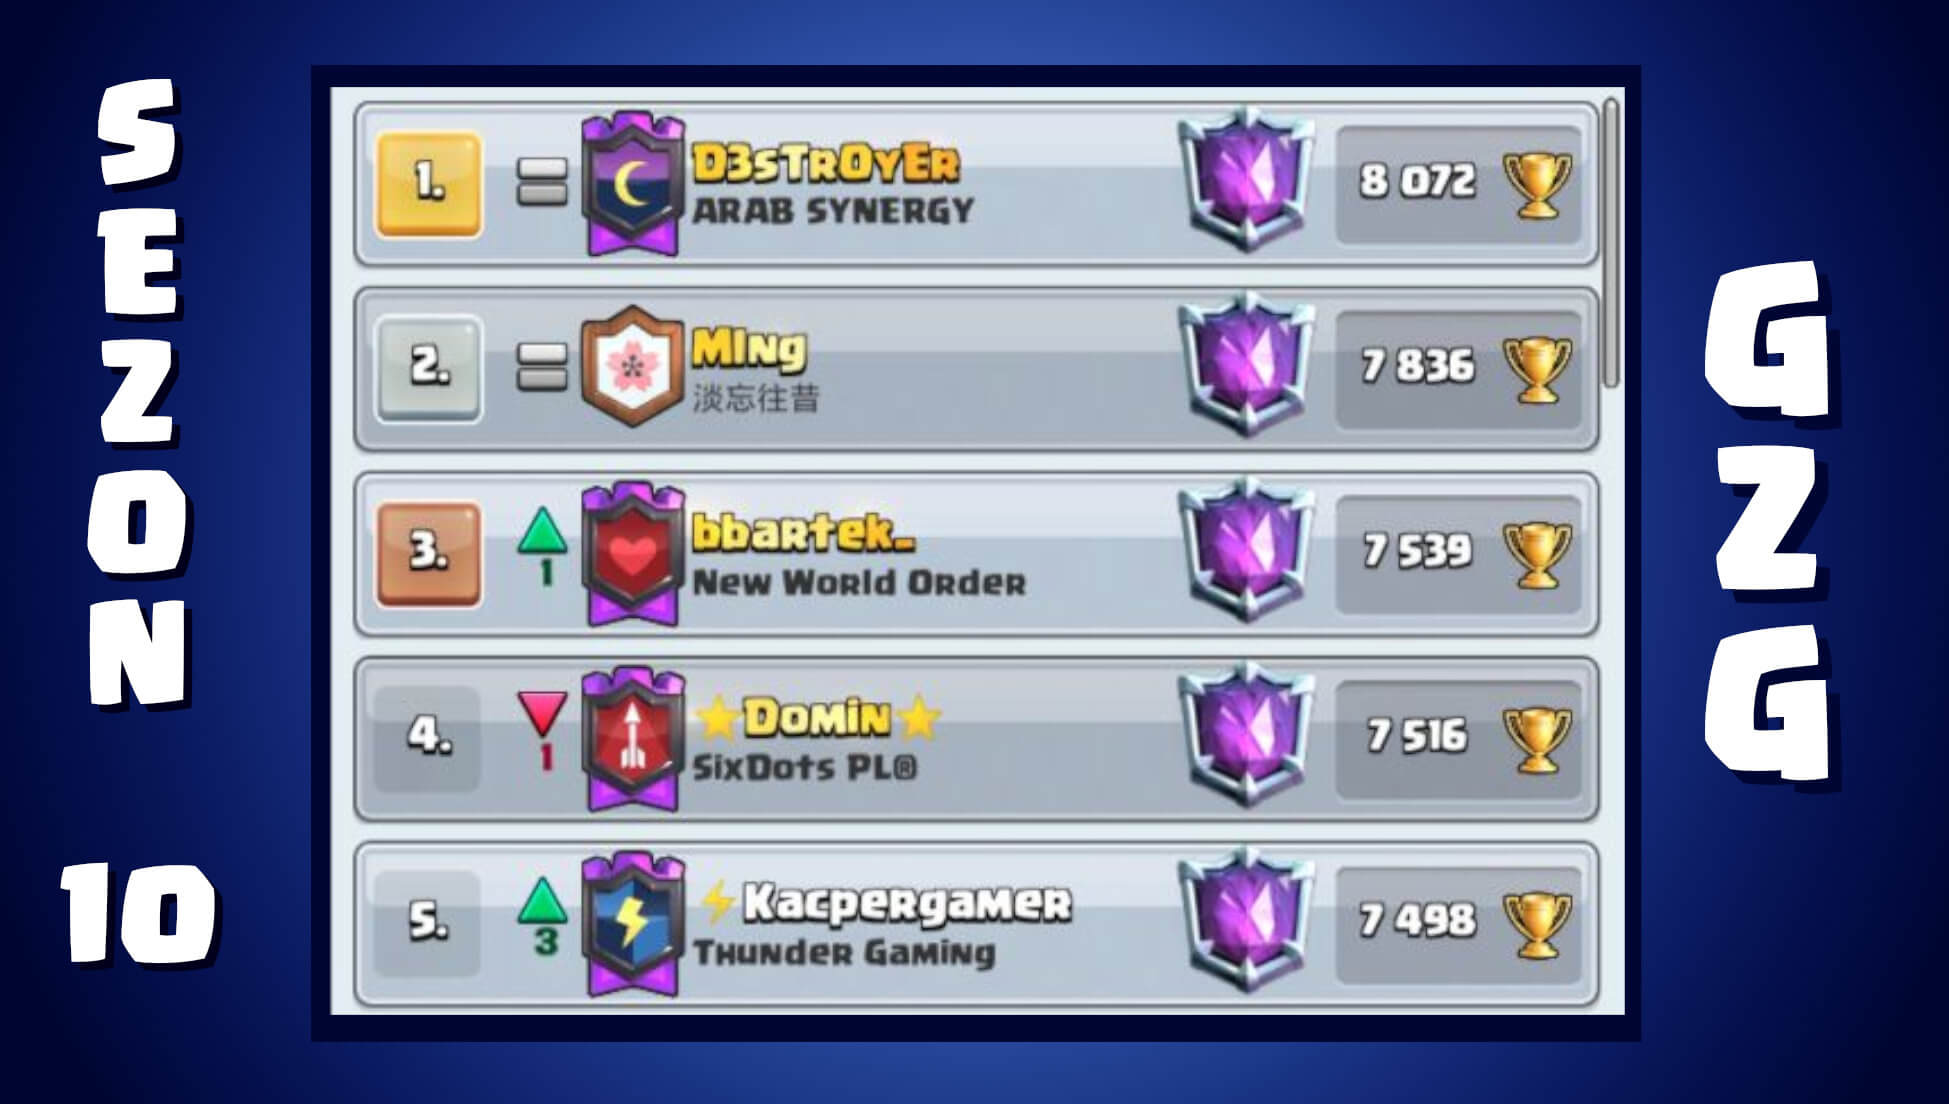 SEZON
10
1.
=
D3sTrOyEr
ARAB SYNERGY
8 072
2.
=
MIng
淡忘往昔
7 836
3.
1
bbartek_
New World Order
7 539
4.
1
⭐Domin⭐
SixDots PL®
7 516
5.
3
⚡Kacpergamer
Thunder Gaming
7 498
GZG